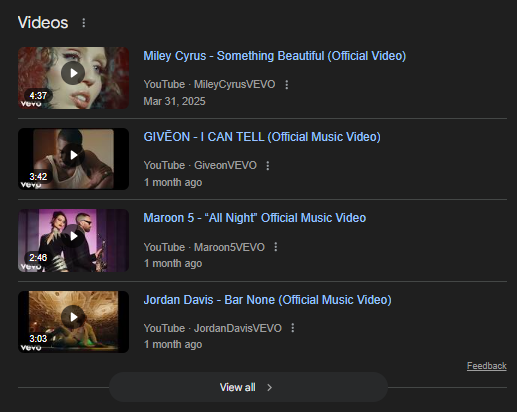 Videos
Miley Cyrus - Something Beautiful (Official Video)
4:37
vevo
YouTube · MileyCyrusVEVO
Mar 31, 2025
GIVĒON - I CAN TELL (Official Music Video)
3:42
vevo
YouTube · GiveonVEVO
1 month ago
Maroon 5 - “All Night” Official Music Video
2:46
vevo
YouTube · Maroon5VEVO
1 month ago
Jordan Davis - Bar None (Official Music Video)
3:03
vevo
YouTube · JordanDavisVEVO
1 month ago
Feedback
View all